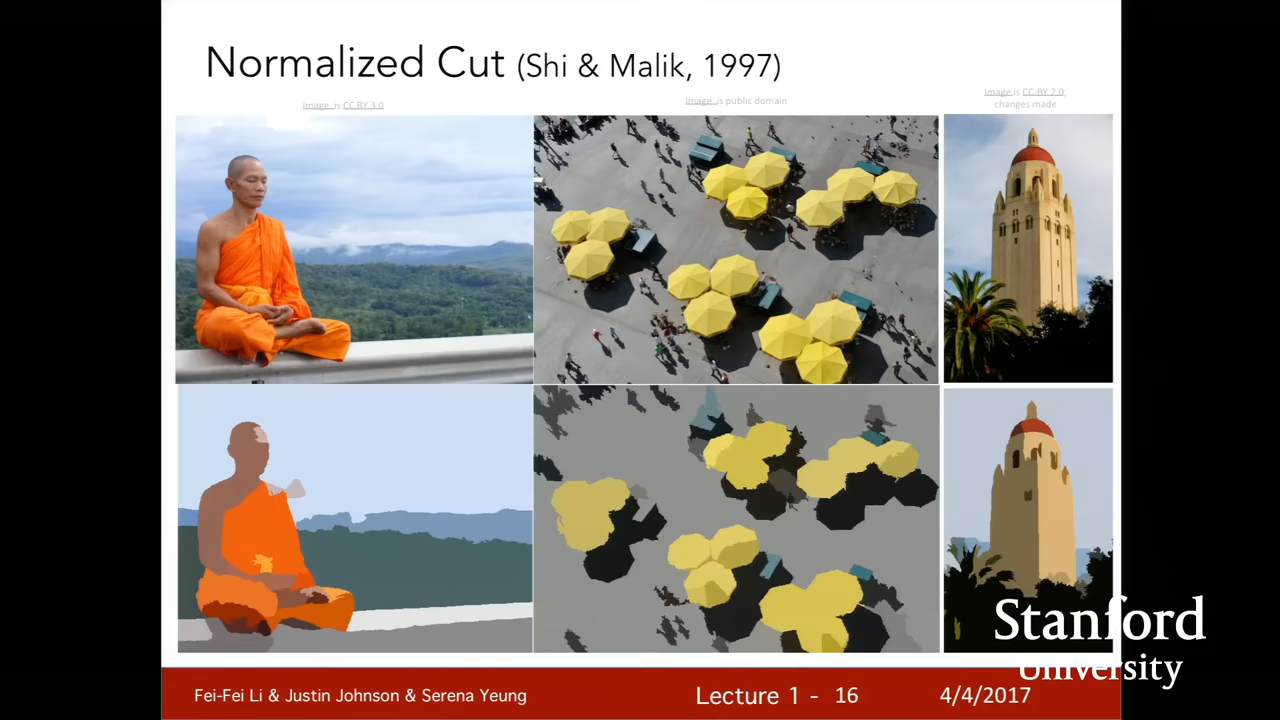 Normalized Cut (Shi & Malik, 1997)
Image is CC BY 3.0
Image is public domain
Image is CC-BY 2.0;
changes made
Stanford
University
Fei-Fei Li & Justin Johnson & Serena Yeung
Lecture 1 - 16
4/4/2017